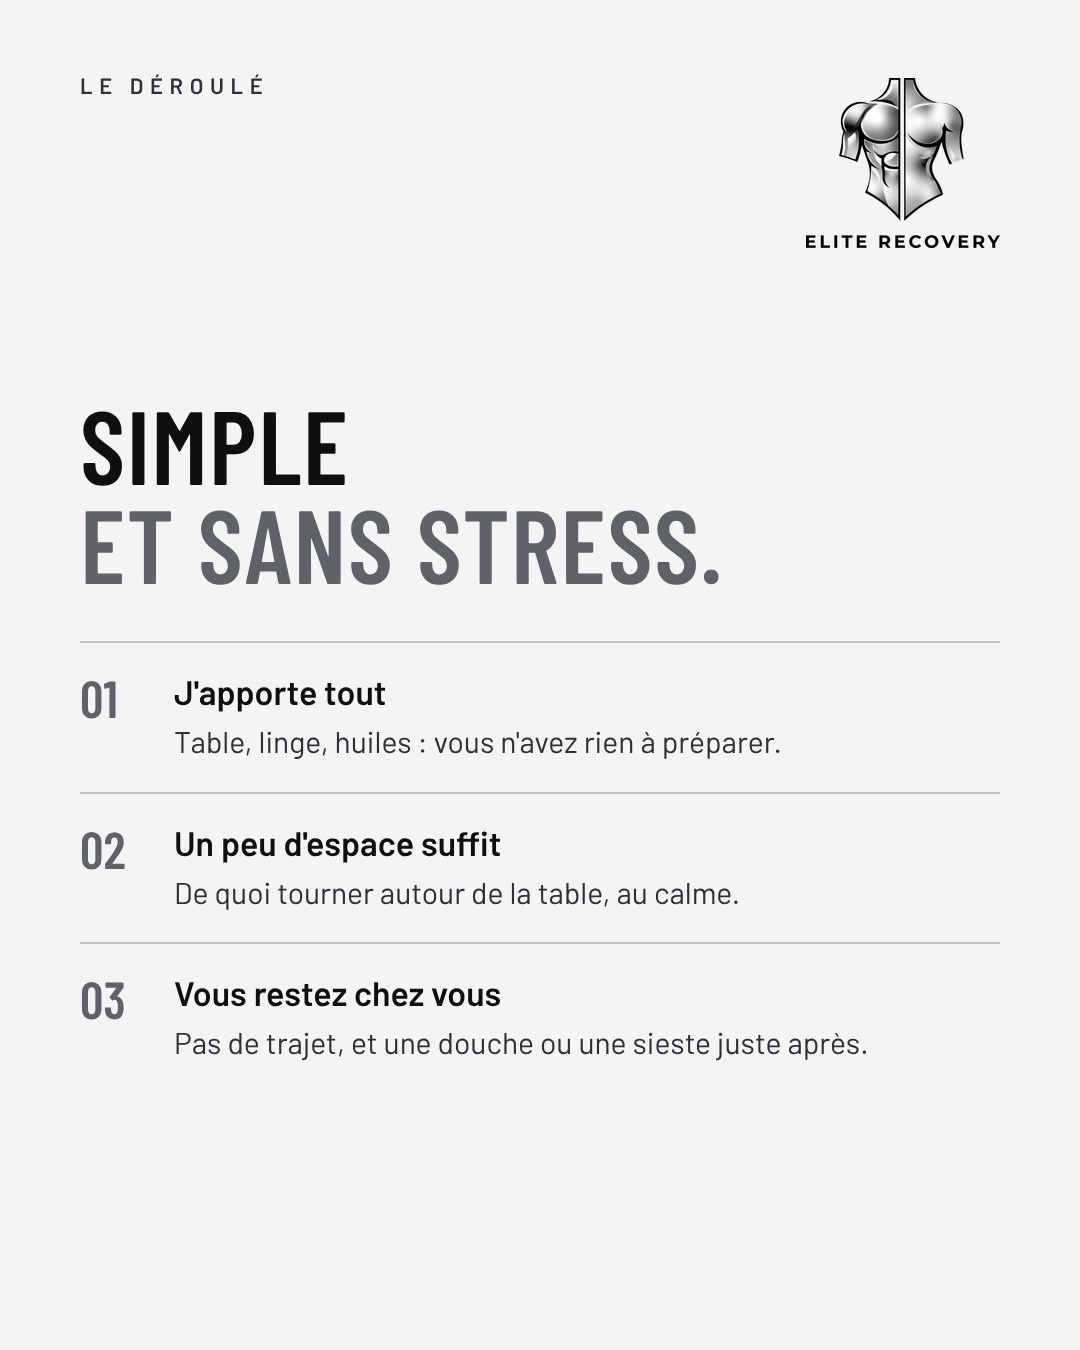 LE DÉROULÉ
ELITE RECOVERY
SIMPLE
ET SANS STRESS.
01
J'apporte tout
Table, linge, huiles : vous n'avez rien à préparer.
02
Un peu d'espace suffit
De quoi tourner autour de la table, au calme.
03
Vous restez chez vous
Pas de trajet, et une douche ou une sieste juste après.